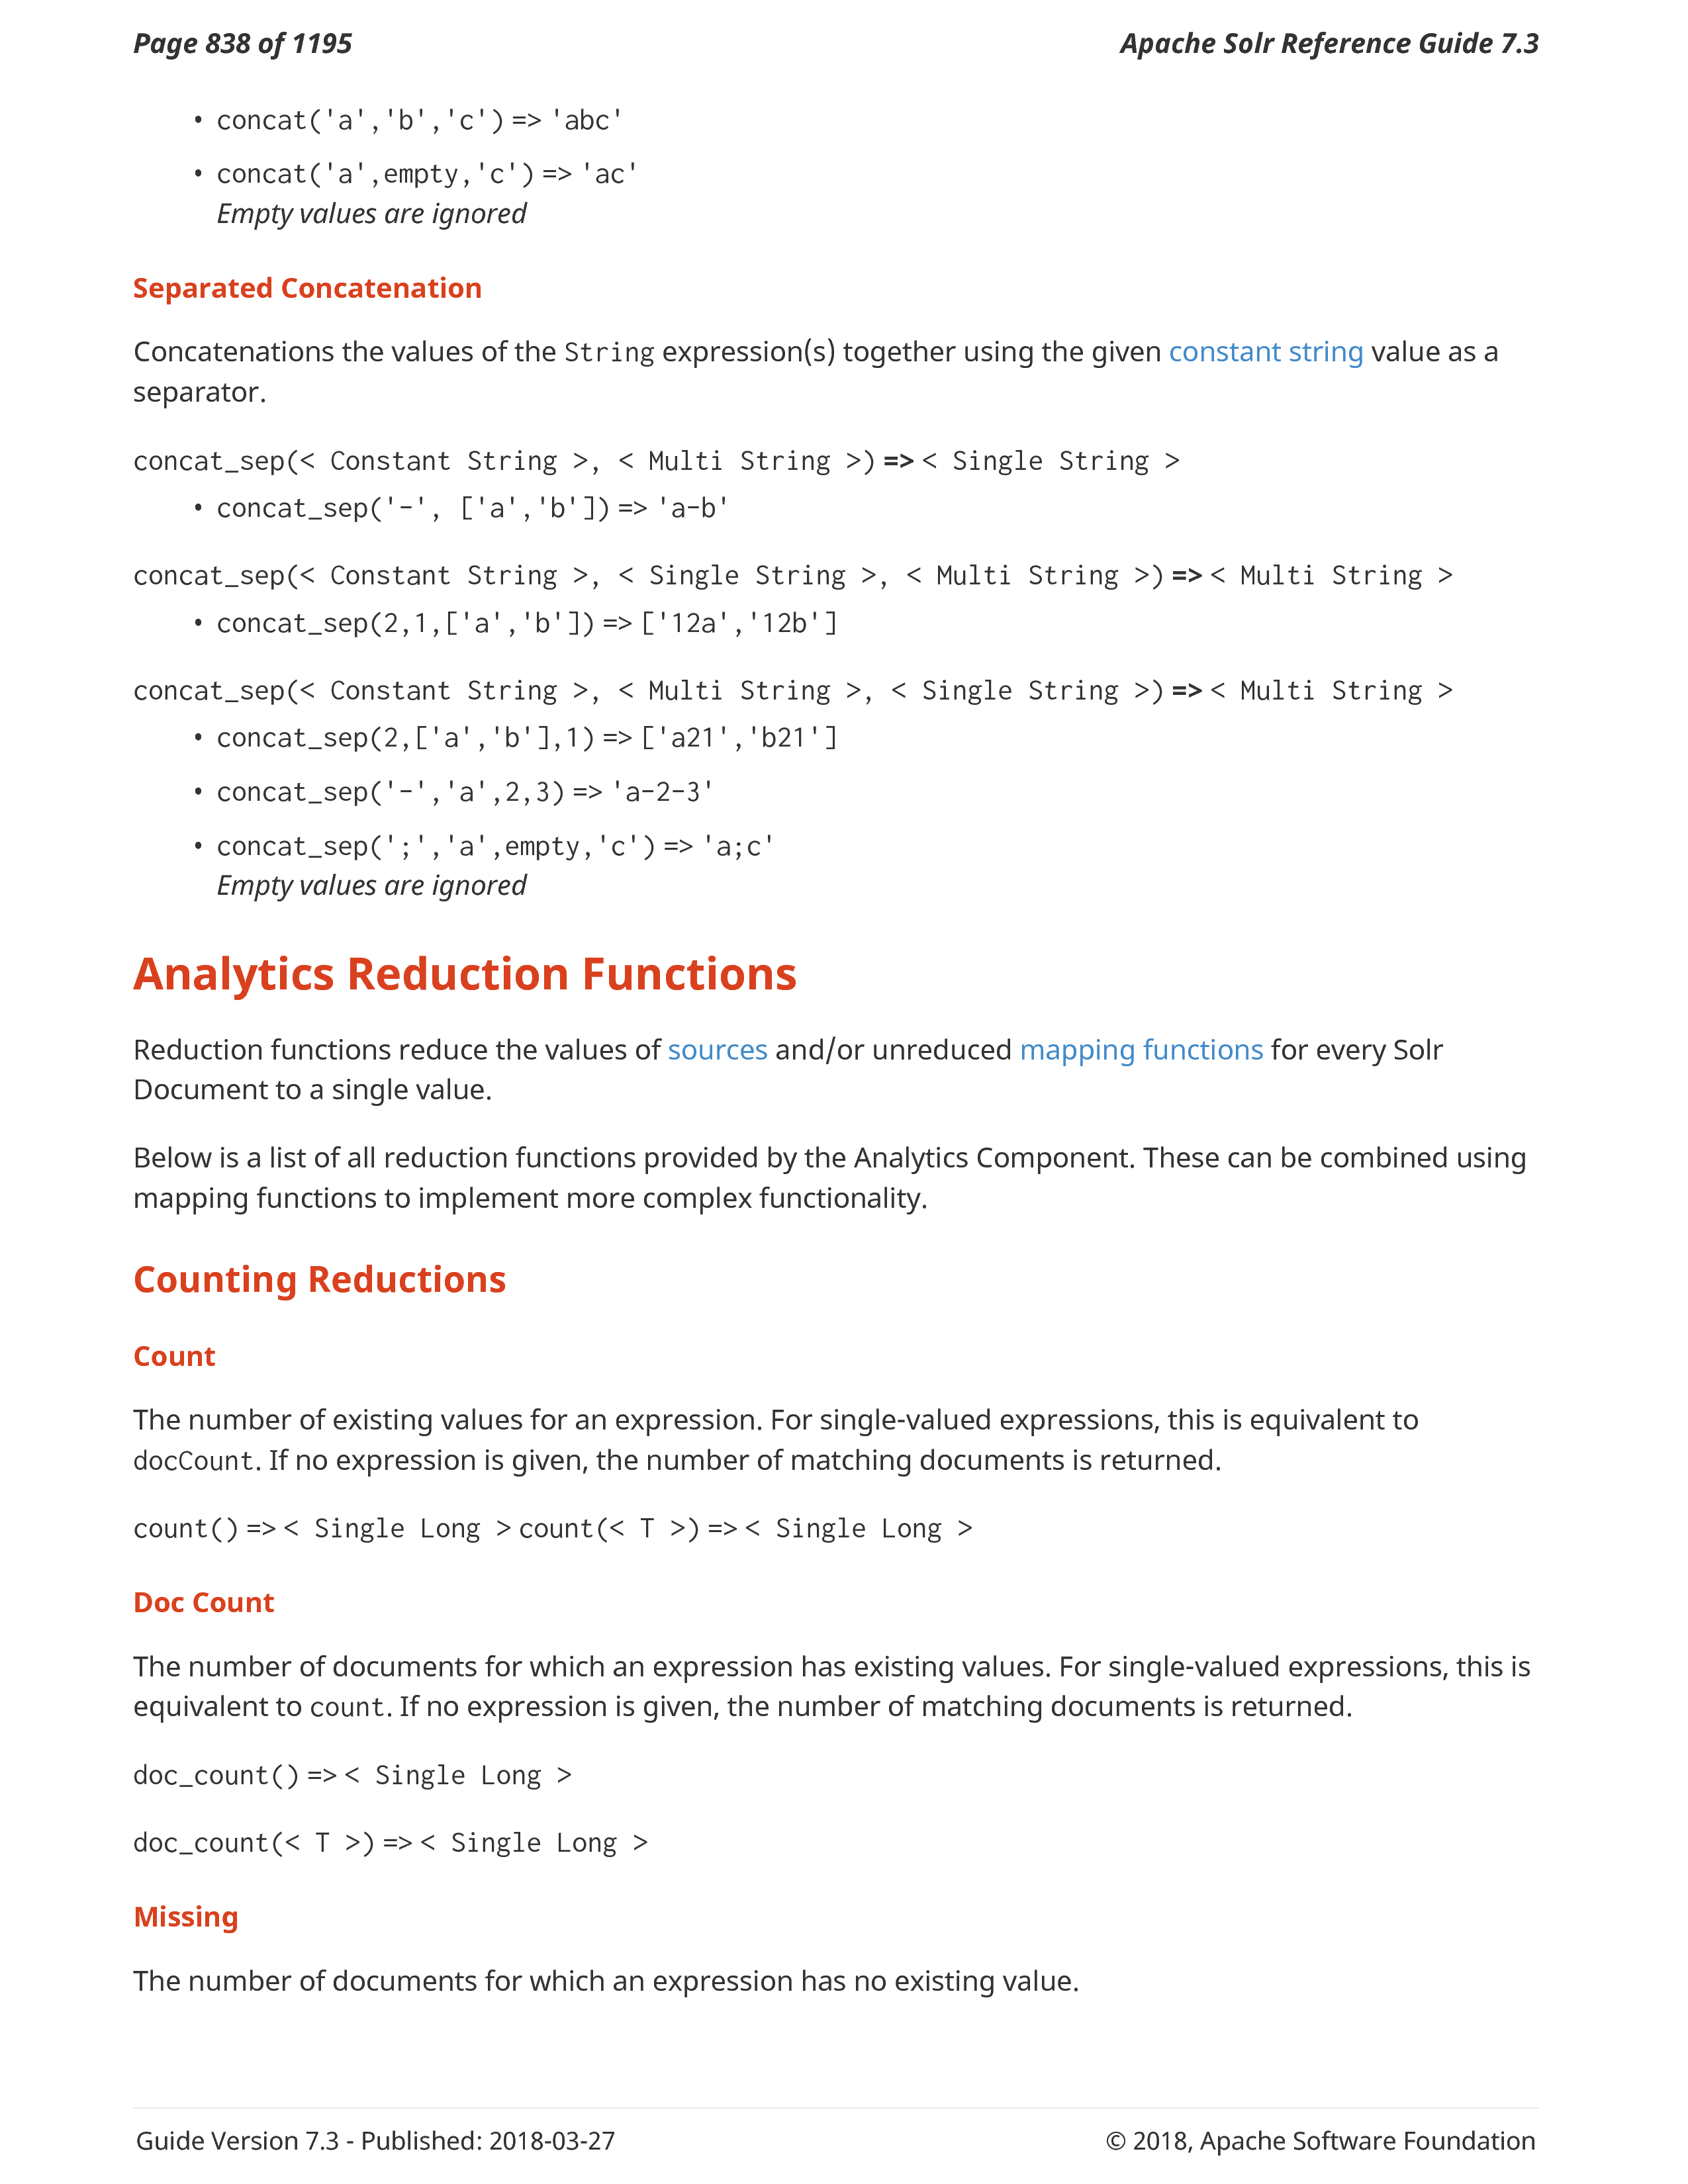 Page 838 of 1195
Apache Solr Reference Guide 7.3
• concat('a','b','c') => 'abc'
• concat('a',empty,'c') => 'ac'
Empty values are ignored
Separated Concatenation
Concatenations the values of the String expression(s) together using the given constant string value as a
separator.
concat_sep(< Constant String >, < Multi String >) => < Single String >
• concat_sep('-', ['a','b']) => 'a-b'
concat_sep(< Constant String >, < Single String >, < Multi String >) => < Multi String >
• concat_sep(2,1,['a','b']) => ['12a','12b']
concat_sep(< Constant String >, < Multi String >, < Single String >) => < Multi String >
• concat_sep(2,['a','b'],1) => ['a21','b21']
• concat_sep('-','a',2,3) => 'a-2-3'
• concat_sep(';','a',empty,'c') => 'a;c'
Empty values are ignored
Analytics Reduction Functions
Reduction functions reduce the values of sources and/or unreduced mapping functions for every Solr
Document to a single value.
Below is a list of all reduction functions provided by the Analytics Component. These can be combined using
mapping functions to implement more complex functionality.
Counting Reductions
Count
The number of existing values for an expression. For single-valued expressions, this is equivalent to
docCount. If no expression is given, the number of matching documents is returned.
count() => < Single Long > count(< T >) => < Single Long >
Doc Count
The number of documents for which an expression has existing values. For single-valued expressions, this is
equivalent to count. If no expression is given, the number of matching documents is returned.
doc_count() => < Single Long >
doc_count(< T >) => < Single Long >
Missing
The number of documents for which an expression has no existing value.
Guide Version 7.3 - Published: 2018-03-27
© 2018, Apache Software Foundation